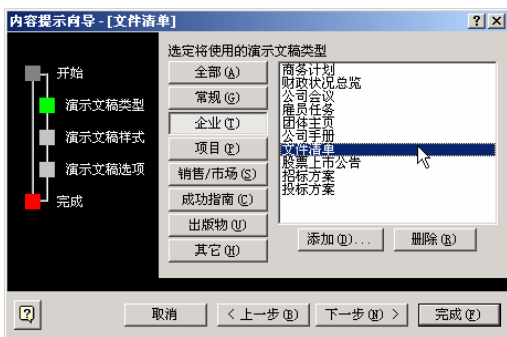 内容提示向导-[文件清单]
选定将使用的演示文稿类型
开始
演示文稿类型
演示文稿样式
演示文稿选项
完成
全部(A)
常规(G)
企业(T)
项目(P)
销售/市场(S)
成功指南(C)
出版物(U)
其它(H)
商务计划
财政状况总览
公司会议
雇员任务
团体主页
公司手册
文件清单
股票上市公告
招标方案
投标方案
添加(D)...
删除(R)
取消
<上一步(B)
下一步(N)>
完成(F)